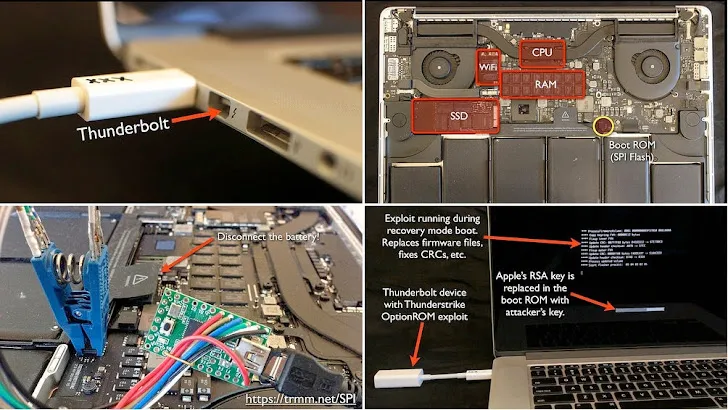 XXX
Thunderbolt
CPU
WiFi
RAM
SSD
Boot ROM
(SPI Flash)
Disconnect the battery!
https://trmm.net/SPI
Exploit running during
recovery mode boot.
Replaces firmware files,
fixes CRCs, etc.
Apple's RSA key is
replaced in the
boot ROM with
attacker's key.
Thunderbolt device
with Thunderstrike
OptionROM exploit